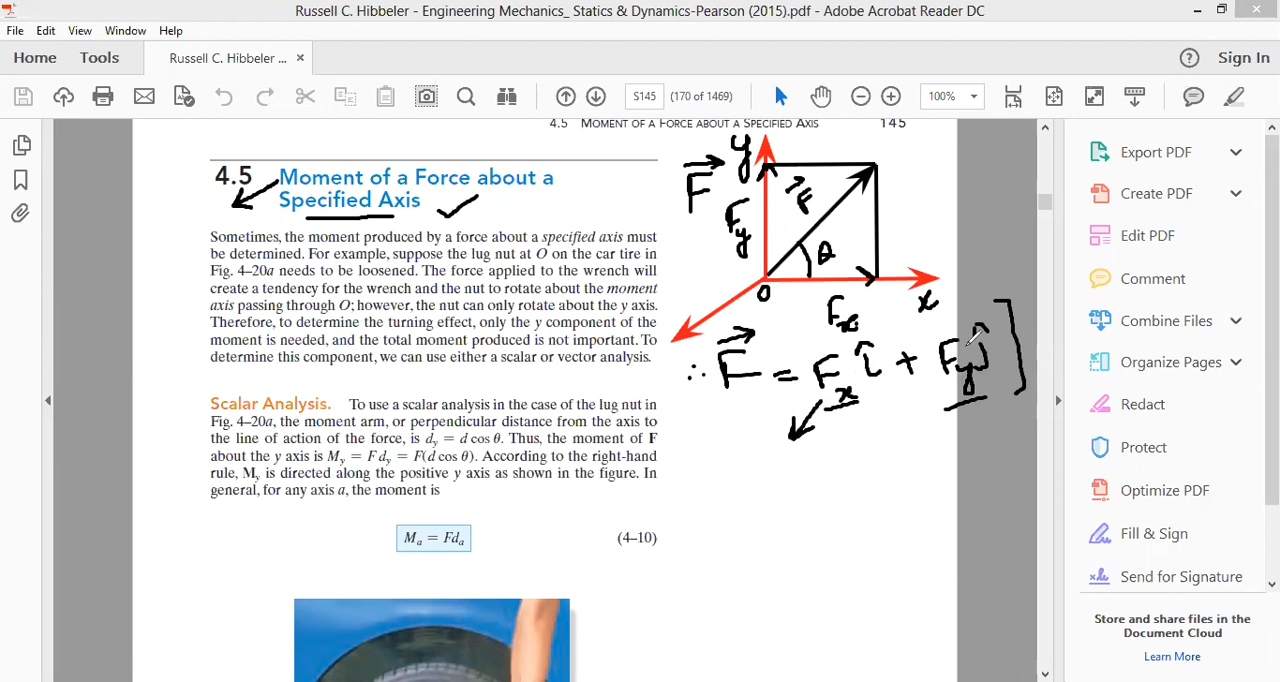 Russell C. Hibbeler - Engineering Mechanics_ Statics & Dynamics-Pearson (2015).pdf - Adobe Acrobat Reader DC
File Edit View Window Help
Home Tools Russell C. Hibbeler ... × Sign In
S145 (170 of 1469) 100%
4.5 MOMENT OF A FORCE ABOUT A SPECIFIED AXIS 145
4.5 Moment of a Force about a
Specified Axis
Sometimes, the moment produced by a force about a specified axis must
be determined. For example, suppose the lug nut at O on the car tire in
Fig. 4–20a needs to be loosened. The force applied to the wrench will
create a tendency for the wrench and the nut to rotate about the moment
axis passing through O; however, the nut can only rotate about the y axis.
Therefore, to determine the turning effect, only the y component of the
moment is needed, and the total moment produced is not important. To
determine this component, we can use either a scalar or vector analysis.
Scalar Analysis. To use a scalar analysis in the case of the lug nut in
Fig. 4–20a, the moment arm, or perpendicular distance from the axis to
the line of action of the force, is d_y = d cos θ. Thus, the moment of F
about the y axis is M_y = F d_y = F(d cos θ). According to the right-hand
rule, M_y is directed along the positive y axis as shown in the figure. In
general, for any axis a, the moment is
M_a = Fd_a (4–10)
y
F⃗
F⃗
F_y
θ
O
F_x
x
∴ F⃗ = F_x î + F_y ĵ ]
Export PDF
Create PDF
Edit PDF
Comment
Combine Files
Organize Pages
Redact
Protect
Optimize PDF
Fill & Sign
Send for Signature
Store and share files in the
Document Cloud
Learn More